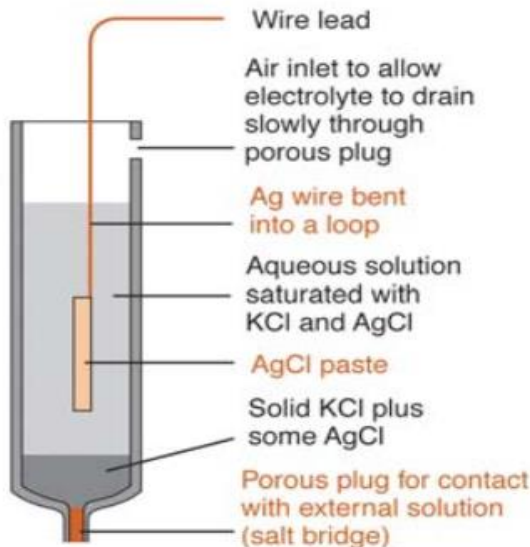 Wire lead
Air inlet to allow
electrolyte to drain
slowly through
porous plug
Ag wire bent
into a loop
Aqueous solution
saturated with
KCl and AgCl
AgCl paste
Solid KCl plus
some AgCl
Porous plug for contact
with external solution
(salt bridge)